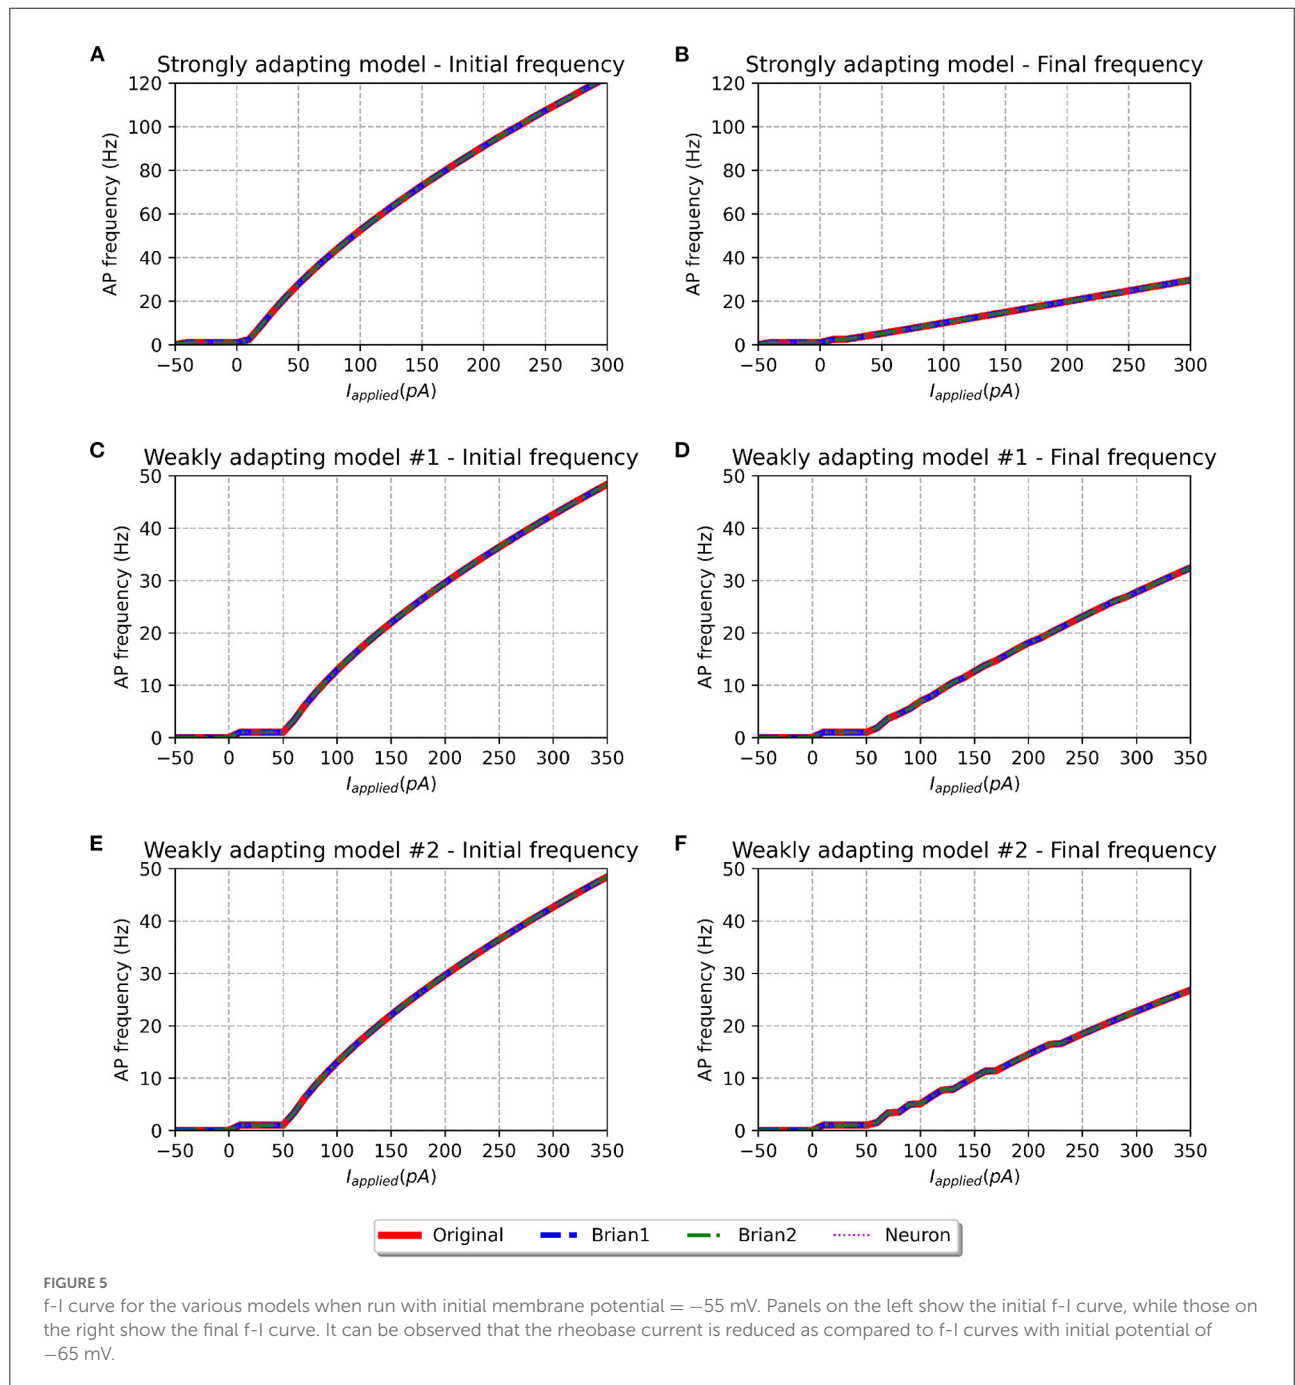 A
Strongly adapting model - Initial frequency
120
100
80
60
40
20
0
AP frequency (Hz)
−50 0 50 100 150 200 250 300
Iapplied(pA)
B
Strongly adapting model - Final frequency
120
100
80
60
40
20
0
AP frequency (Hz)
−50 0 50 100 150 200 250 300
Iapplied(pA)
C
Weakly adapting model #1 - Initial frequency
50
40
30
20
10
0
AP frequency (Hz)
−50 0 50 100 150 200 250 300 350
Iapplied(pA)
D
Weakly adapting model #1 - Final frequency
50
40
30
20
10
0
AP frequency (Hz)
−50 0 50 100 150 200 250 300 350
Iapplied(pA)
E
Weakly adapting model #2 - Initial frequency
50
40
30
20
10
0
AP frequency (Hz)
−50 0 50 100 150 200 250 300 350
Iapplied(pA)
F
Weakly adapting model #2 - Final frequency
50
40
30
20
10
0
AP frequency (Hz)
−50 0 50 100 150 200 250 300 350
Iapplied(pA)
Original Brian1 Brian2 Neuron
FIGURE 5
f-I curve for the various models when run with initial membrane potential = −55 mV. Panels on the left show the initial f-I curve, while those on
the right show the final f-I curve. It can be observed that the rheobase current is reduced as compared to f-I curves with initial potential of
−65 mV.